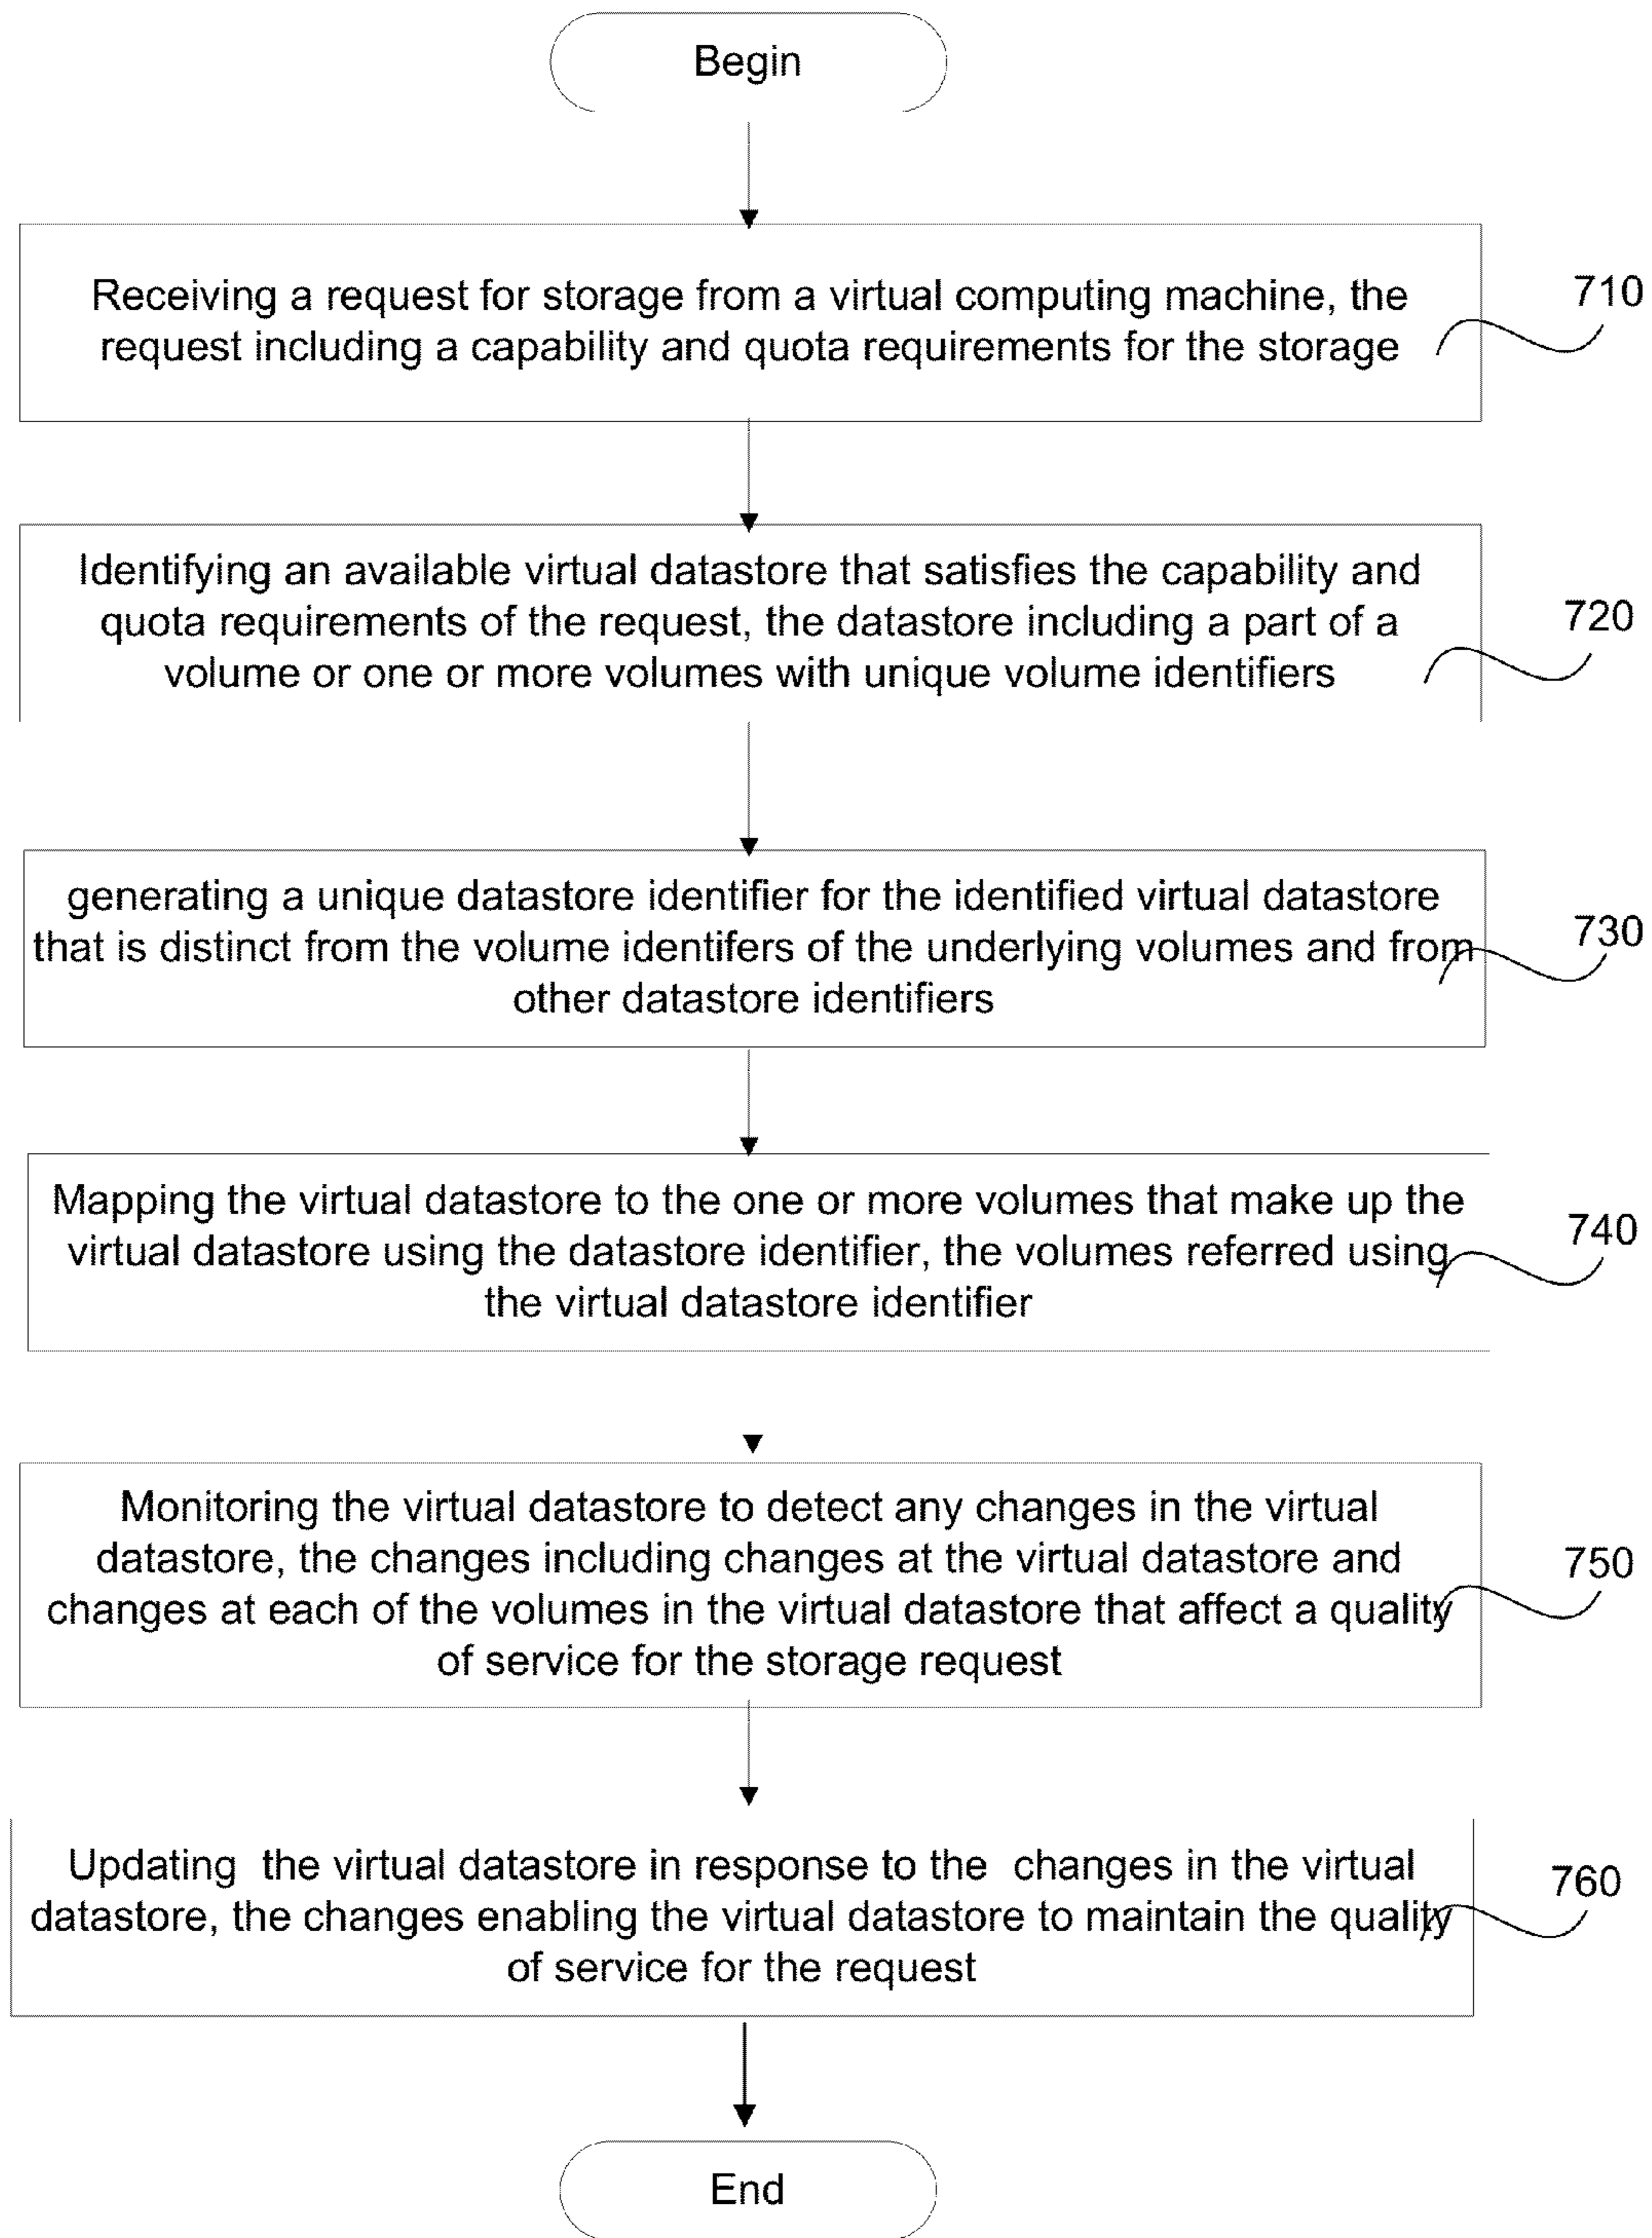 Begin
Receiving a request for storage from a virtual computing machine, the
request including a capability and quota requirements for the storage
710
Identifying an available virtual datastore that satisfies the capability and
quota requirements of the request, the datastore including a part of a
volume or one or more volumes with unique volume identifiers
720
generating a unique datastore identifier for the identified virtual datastore
that is distinct from the volume identifers of the underlying volumes and from
other datastore identifiers
730
Mapping the virtual datastore to the one or more volumes that make up the
virtual datastore using the datastore identifier, the volumes referred using
the virtual datastore identifier
740
Monitoring the virtual datastore to detect any changes in the virtual
datastore, the changes including changes at the virtual datastore and
changes at each of the volumes in the virtual datastore that affect a quality
of service for the storage request
750
Updating the virtual datastore in response to the changes in the virtual
datastore, the changes enabling the virtual datastore to maintain the quality
of service for the request
760
End